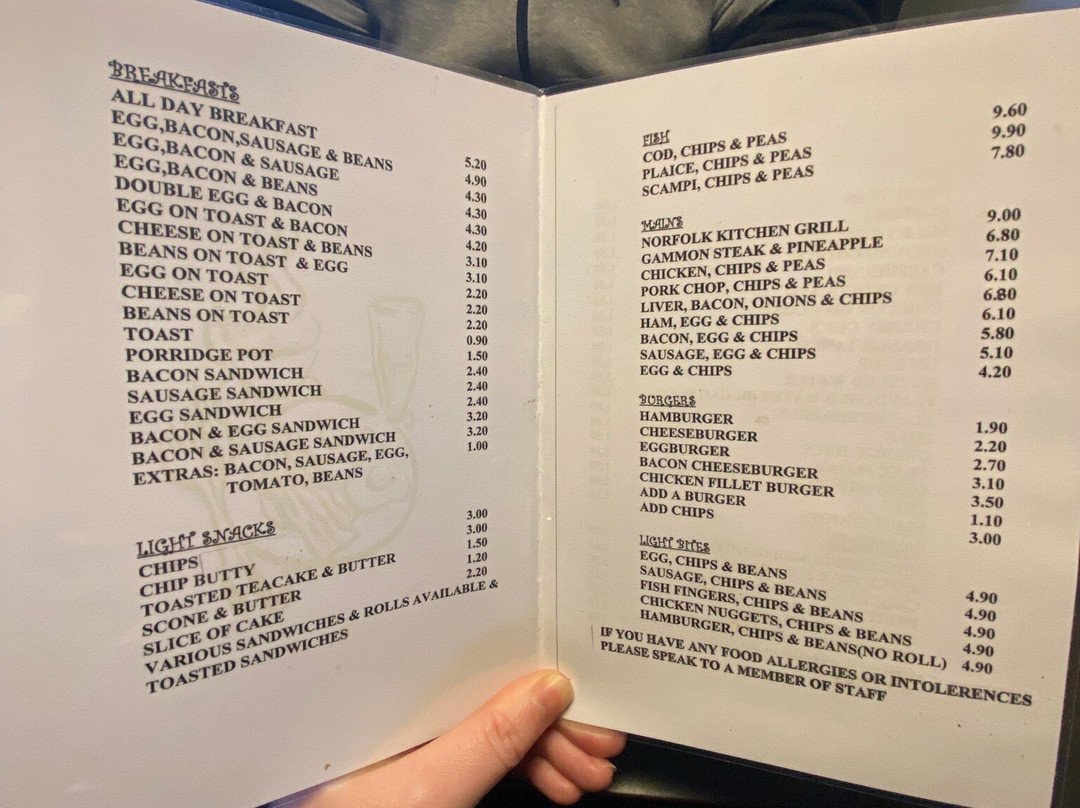 BREAKFASTS
ALL DAY BREAKFAST 5.20
EGG,BACON,SAUSAGE & BEANS 4.90
EGG,BACON & SAUSAGE 4.30
EGG,BACON & BEANS 4.30
DOUBLE EGG & BACON 4.30
EGG ON TOAST & BACON 4.20
CHEESE ON TOAST & BEANS 3.10
BEANS ON TOAST & EGG 3.10
EGG ON TOAST 2.20
CHEESE ON TOAST 2.20
BEANS ON TOAST 2.20
TOAST 0.90
PORRIDGE POT 1.50
BACON SANDWICH 2.40
SAUSAGE SANDWICH 2.40
EGG SANDWICH 2.40
BACON & EGG SANDWICH 3.20
BACON & SAUSAGE SANDWICH 3.20
EXTRAS: BACON, SAUSAGE, EGG, 1.00
TOMATO, BEANS
LIGHT SNACKS
CHIPS 3.00
CHIP BUTTY 3.00
TOASTED TEACAKE & BUTTER 1.50
SCONE & BUTTER 1.20
SLICE OF CAKE 2.20
VARIOUS SANDWICHES & ROLLS AVAILABLE &
TOASTED SANDWICHES
FISH
COD, CHIPS & PEAS 9.60
PLAICE, CHIPS & PEAS 9.90
SCAMPI, CHIPS & PEAS 7.80
MAINS
NORFOLK KITCHEN GRILL 9.00
GAMMON STEAK & PINEAPPLE 6.80
CHICKEN, CHIPS & PEAS 7.10
PORK CHOP, CHIPS & PEAS 6.10
LIVER, BACON, ONIONS & CHIPS 6.80
HAM, EGG & CHIPS 6.10
BACON, EGG & CHIPS 5.80
SAUSAGE, EGG & CHIPS 5.10
EGG & CHIPS 4.20
BURGERS
HAMBURGER 1.90
CHEESEBURGER 2.20
EGGBURGER 2.70
BACON CHEESEBURGER 3.10
CHICKEN FILLET BURGER 3.50
ADD A BURGER 1.10
ADD CHIPS 3.00
LIGHT BITES
EGG, CHIPS & BEANS 4.90
SAUSAGE, CHIPS & BEANS 4.90
FISH FINGERS, CHIPS & BEANS 4.90
CHICKEN NUGGETS, CHIPS & BEANS 4.90
HAMBURGER, CHIPS & BEANS(NO ROLL) 4.90
IF YOU HAVE ANY FOOD ALLERGIES OR INTOLERENCES
PLEASE SPEAK TO A MEMBER OF STAFF